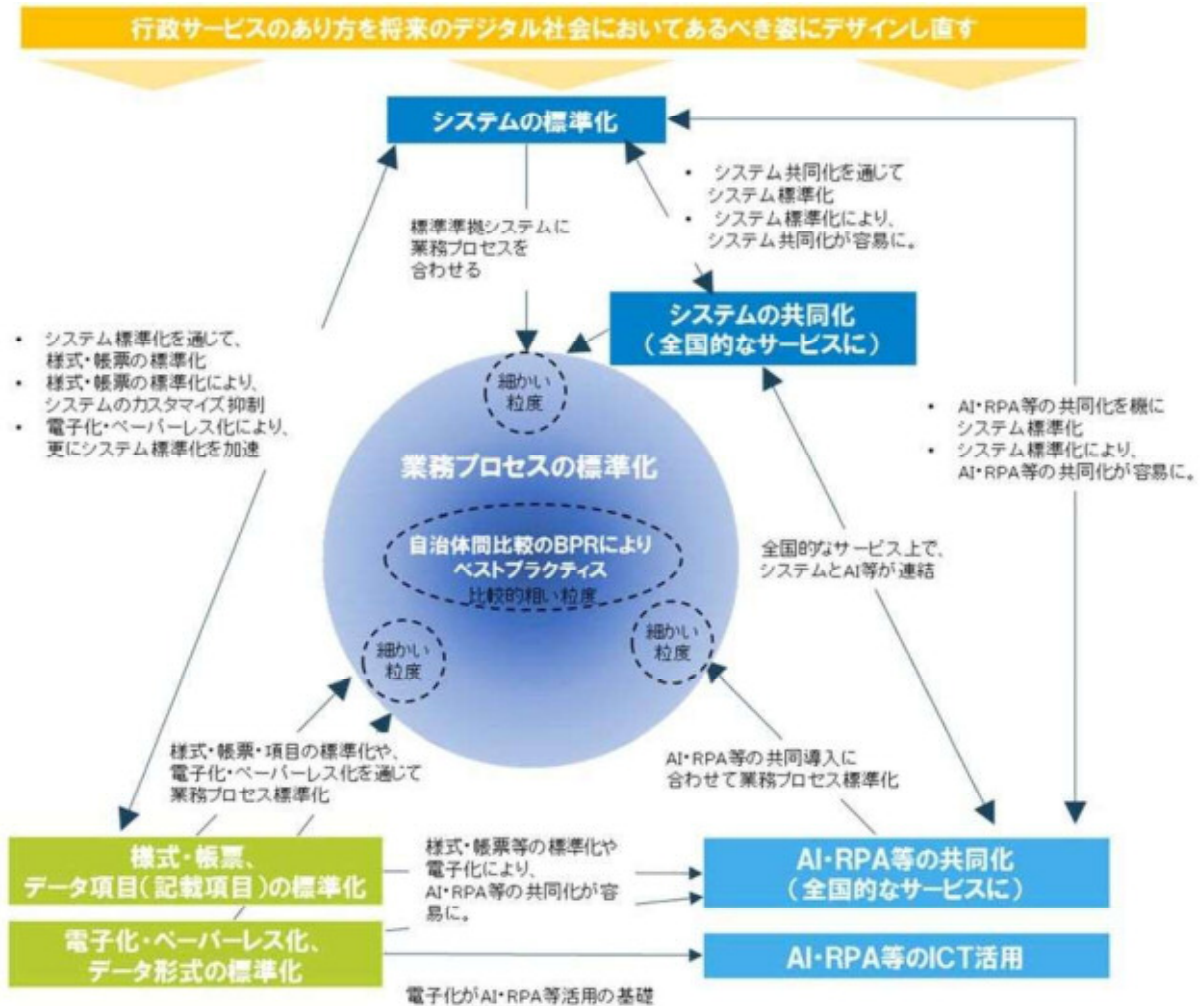 行政サービスのあり方を将来のデジタル社会においてあるべき姿にデザインし直す
システムの標準化
• システム共同化を通じて
システム標準化
• システム標準化により、
システム共同化が容易に。
標準準拠システムに
業務プロセスを
合わせる
システムの共同化
(全国的なサービスに)
• システム標準化を通じて、
様式・帳票の標準化
• 様式・帳票の標準化により、
システムのカスタマイズ抑制
• 電子化・ペーパーレス化により、
更にシステム標準化を加速
細かい
粒度
• AI・RPA等の共同化を機に
システム標準化
• システム標準化により、
AI・RPA等の共同化が容易に。
業務プロセスの標準化
自治体間比較のBPRにより
ベストプラクティス
比較的粗い粒度
全国的なサービス上で、
システムとAI等が連結
細かい
粒度
細かい
粒度
様式・帳票・項目の標準化や、
電子化・ペーパーレス化を通じて
業務プロセス標準化
AI・RPA等の共同導入に
合わせて業務プロセス標準化
様式・帳票、
データ項目(記載項目)の標準化
様式・帳票等の標準化や
電子化により、
AI・RPA等の共同化が容
易に。
AI・RPA等の共同化
(全国的なサービスに)
電子化・ペーパーレス化、
データ形式の標準化
AI・RPA等のICT活用
電子化がAI・RPA等活用の基礎